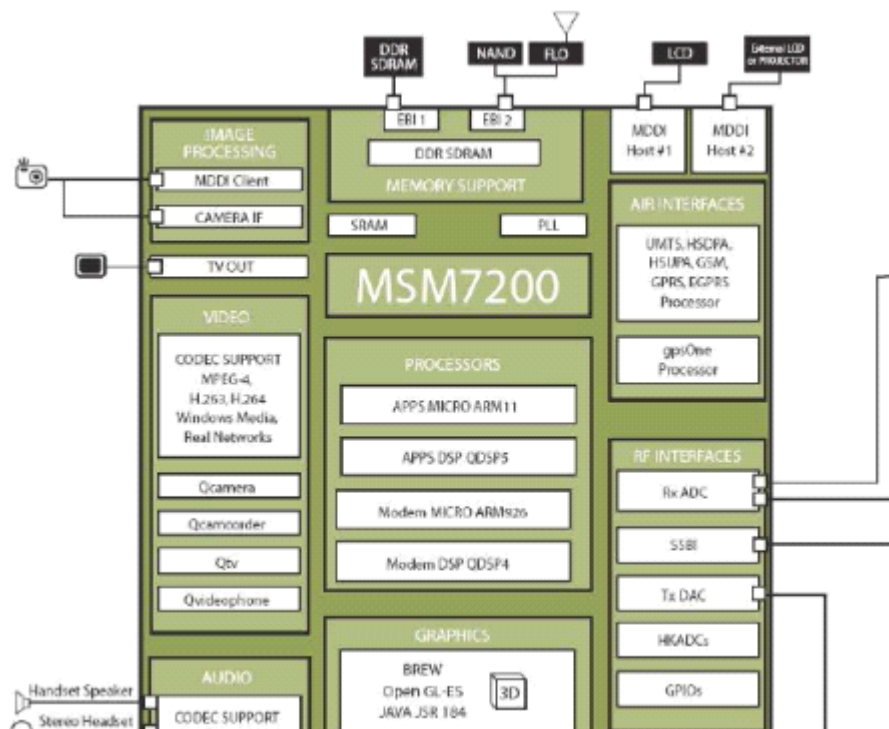 DDR
SDRAM
NAND
FLO
LCD
External LCD
or PROJECTOR
EBI 1
EBI 2
DDR SDRAM
MEMORY SUPPORT
MDDI
Host #1
MDDI
Host #2
IMAGE
PROCESSING
MDDI Client
CAMERA IF
TV OUT
SRAM
PLL
MSM7200
AIR INTERFACES
UMTS, HSDPA,
HSUPA, GSM,
GPRS, EGPRS
Processor
gpsOne
Processor
VIDEO
CODEC SUPPORT
MPEG-4,
H.263, H.264
Windows Media,
Real Networks
Qcamera
Qcamcorder
Qtv
Qvideophone
PROCESSORS
APPS MICRO ARM11
APPS DSP QDSP5
Modem MICRO ARM926
Modem DSP QDSP4
RF INTERFACES
Rx ADC
SSBI
Tx DAC
HKADCs
GPIOs
GRAPHICS
BREW
Open GL-ES
JAVA JSR 184
3D
AUDIO
CODEC SUPPORT
Handset Speaker
Stereo Headset